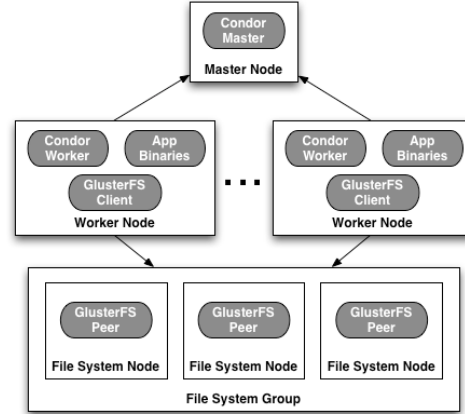 Condor
Master
Master Node
Condor
Worker
App
Binaries
GlusterFS
Client
Worker Node
...
Condor
Worker
App
Binaries
GlusterFS
Client
Worker Node
GlusterFS
Peer
File System Node
GlusterFS
Peer
File System Node
GlusterFS
Peer
File System Node
File System Group